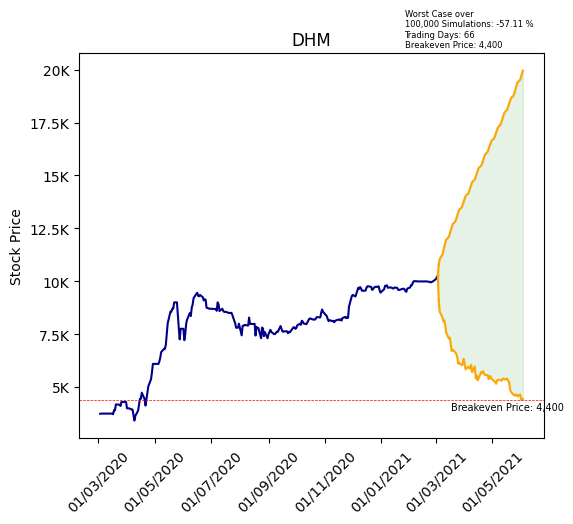 Worst Case over
100,000 Simulations: -57.11 %
Trading Days: 66
Breakeven Price: 4,400
DHM
Stock Price
20K
17.5K
15K
12.5K
10K
7.5K
5K
Breakeven Price: 4,400
01/03/2020
01/05/2020
01/07/2020
01/09/2020
01/11/2020
01/01/2021
01/03/2021
01/05/2021